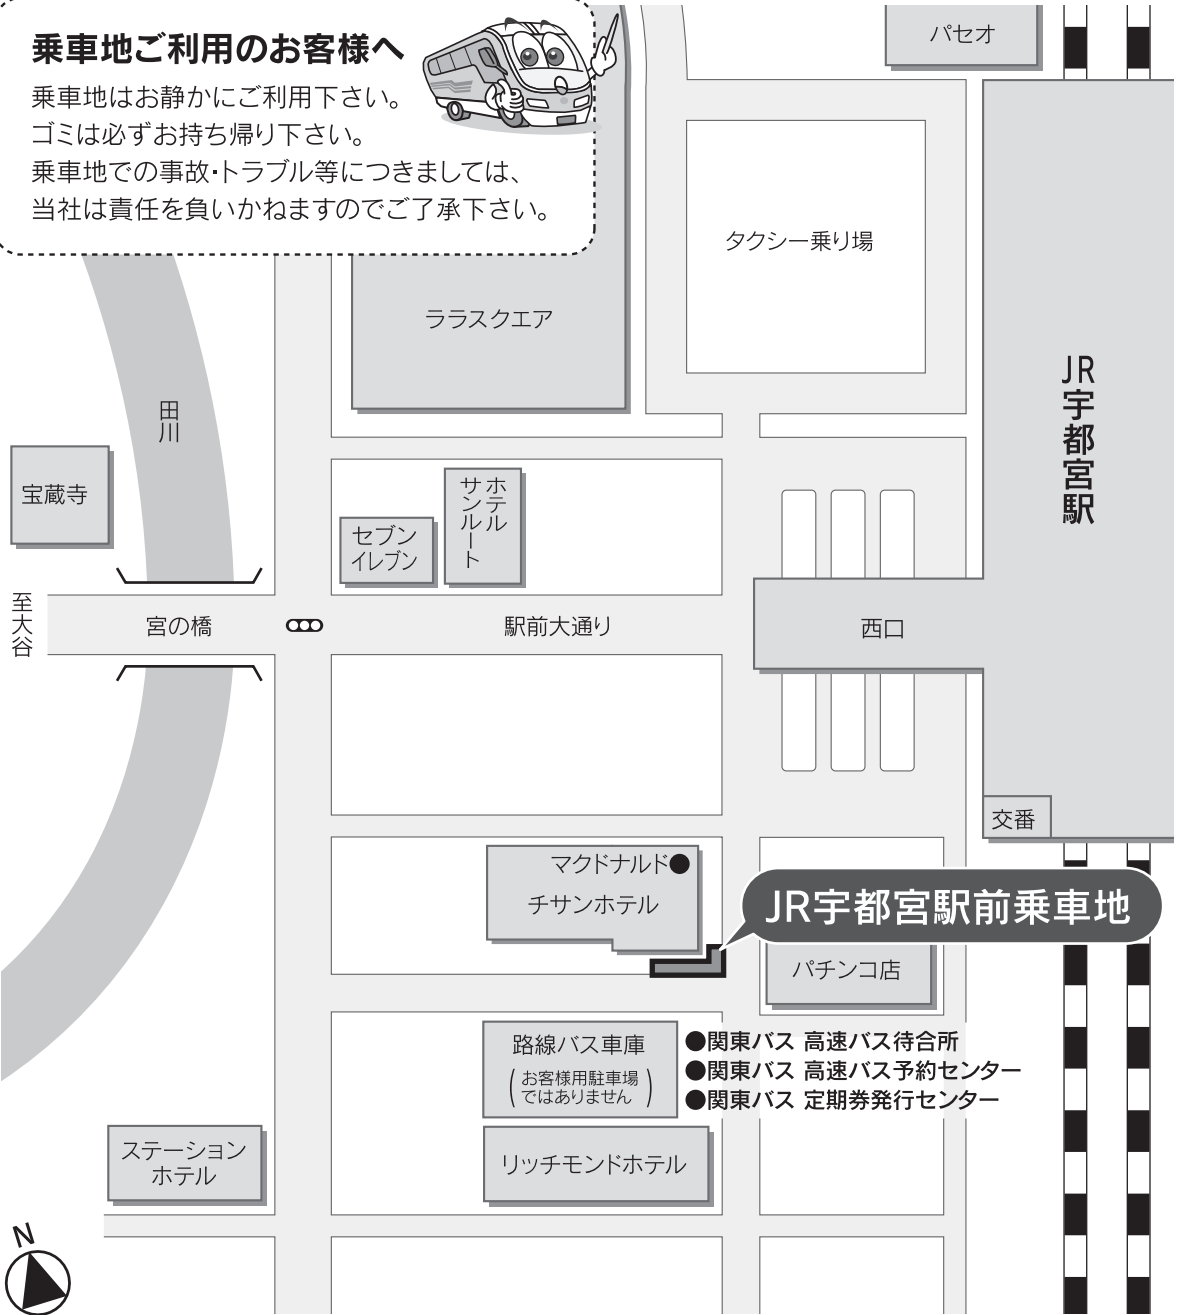 乗車地ご利用のお客様へ
乗車地はお静かにご利用下さい。
ゴミは必ずお持ち帰り下さい。
乗車地での事故・トラブル等につきましては、
当社は責任を負いかねますのでご了承下さい。
パセオ
タクシー乗り場
ララスクエア
JR宇都宮駅
田川
宝蔵寺
ホテル
サンルート
セブン
イレブン
至大谷
宮の橋
駅前大通り
西口
交番
マクドナルド●
チサンホテル
JR宇都宮駅前乗車地
パチンコ店
路線バス車庫
(お客様用駐車場
ではありません)
●関東バス 高速バス待合所
●関東バス 高速バス予約センター
●関東バス 定期券発行センター
ステーション
ホテル
リッチモンドホテル
N